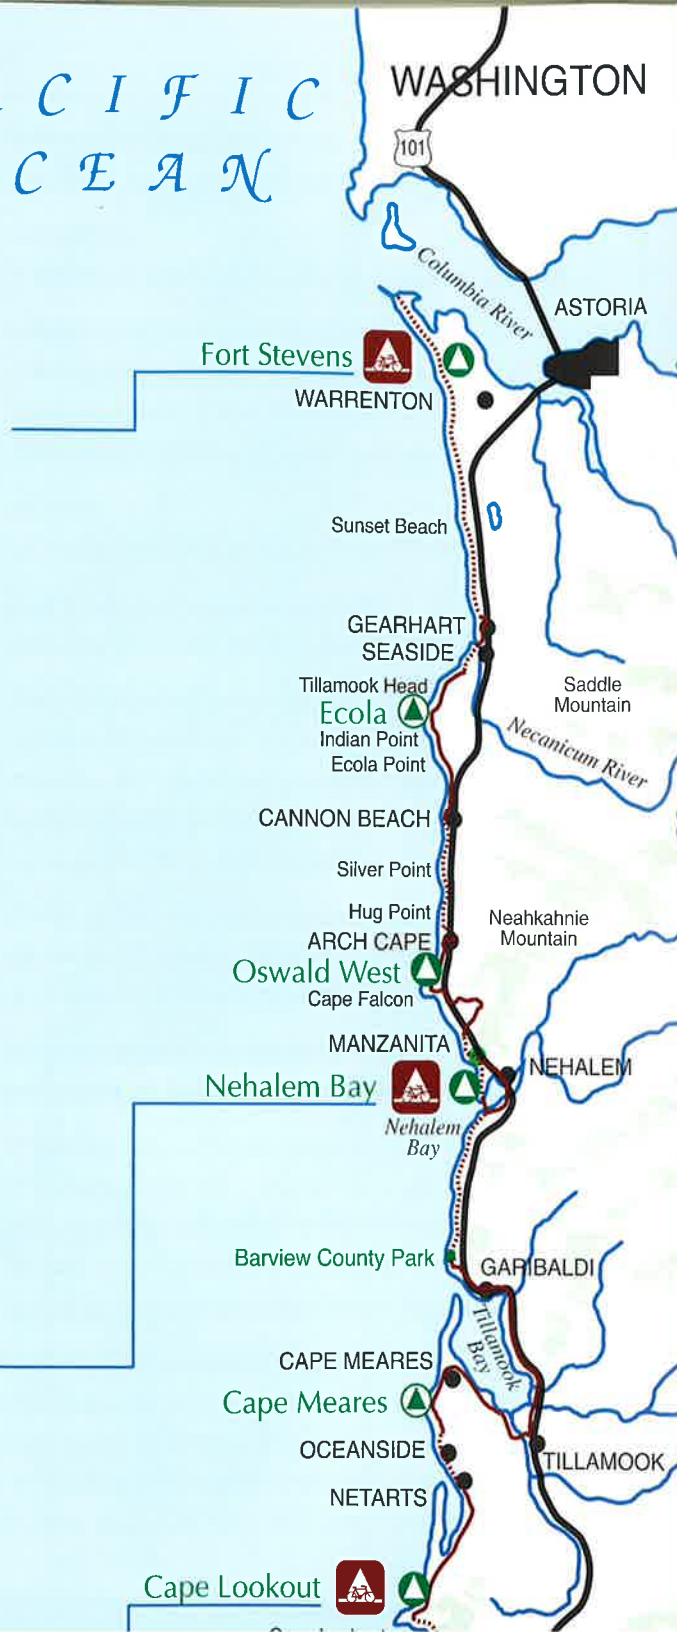 WASHINGTON
CIFIC
CEAN
101
Columbia River
ASTORIA
Fort Stevens
WARRENTON
Sunset Beach
GEARHART
SEASIDE
Tillamook Head
Ecola
Indian Point
Ecola Point
Saddle
Mountain
Necanicum River
CANNON BEACH
Silver Point
Hug Point
ARCH CAPE
Neahkahnie
Mountain
Oswald West
Cape Falcon
MANZANITA
NEHALEM
Nehalem Bay
Nehalem
Bay
Barview County Park
GARIBALDI
Tillamook
Bay
CAPE MEARES
Cape Meares
OCEANSIDE
TILLAMOOK
NETARTS
Cape Lookout